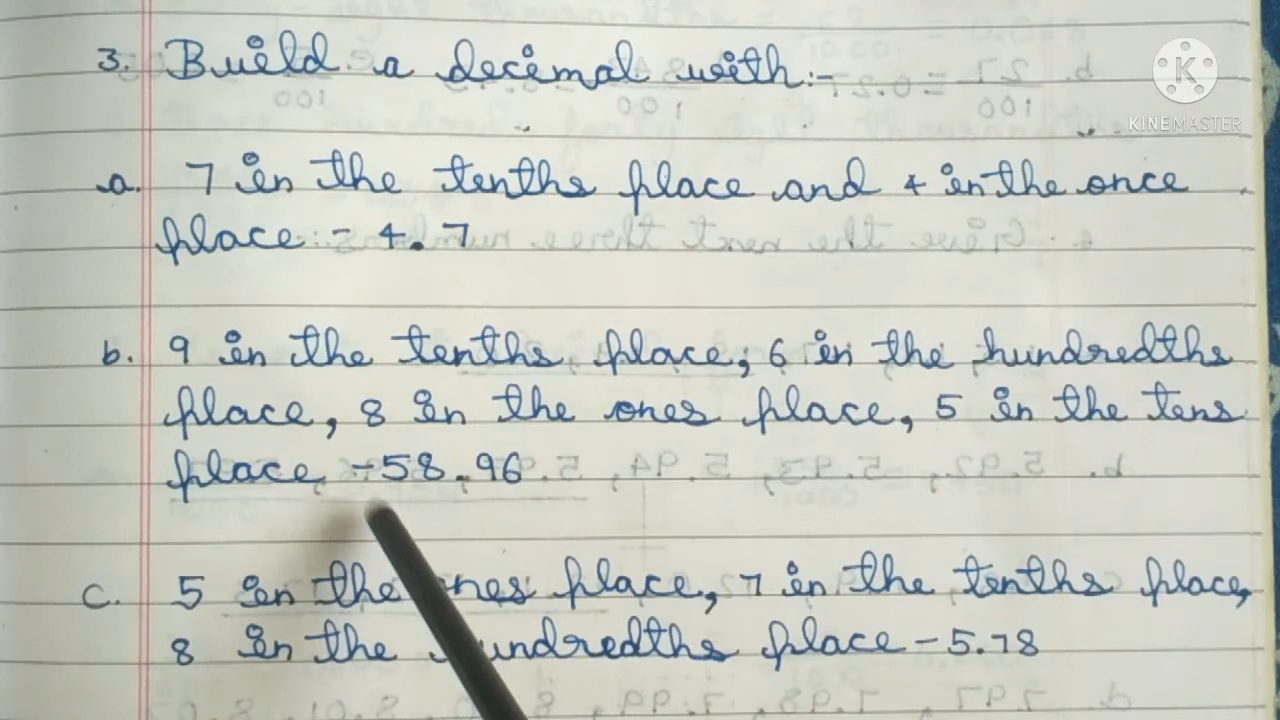 3. Build a decimal with:-
KINEMASTER
a. 7 in the tenths place and 4 in the once
place - 4.7
b. 9 in the tenths place, 6 in the hundredths
place, 8 in the ones place, 5 in the tens
place - 58.96
c. 5 in the ones place, 7 in the tenths place,
8 in the hundredths place - 5.78